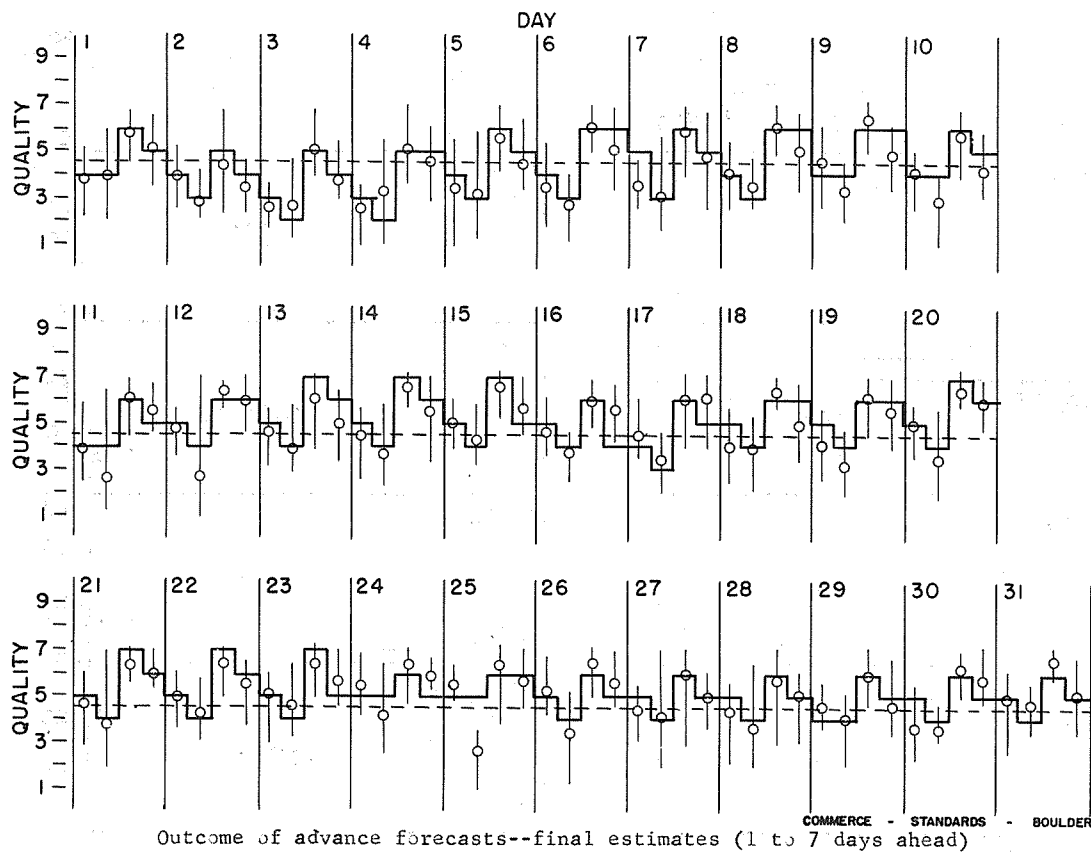 DAY
1 2 3 4 5 6 7 8 9 10
9
7
5
3
1
QUALITY
11 12 13 14 15 16 17 18 19 20
9
7
5
3
1
QUALITY
21 22 23 24 25 26 27 28 29 30 31
9
7
5
3
1
QUALITY
COMMERCE - STANDARDS - BOULDER
Outcome of advance forecasts--final estimates (1 to 7 days ahead)